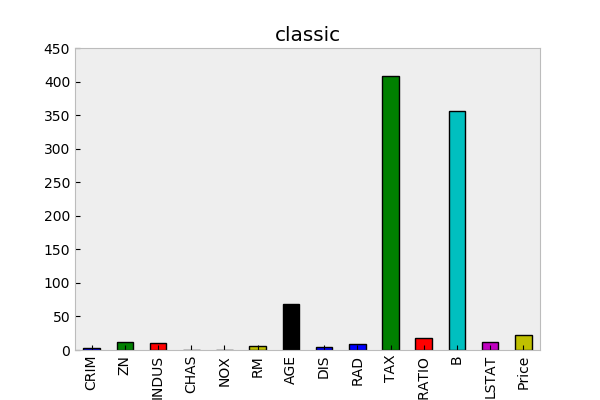 classic
450
400
350
300
250
200
150
100
50
0
CRIM
ZN
INDUS
CHAS
NOX
RM
AGE
DIS
RAD
TAX
RATIO
B
LSTAT
Price